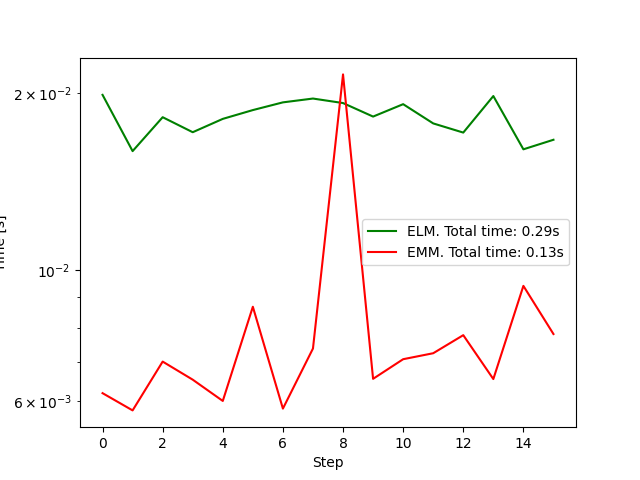 2 × 10⁻²
10⁻²
6 × 10⁻³
ELM. Total time: 0.29s
EMM. Total time: 0.13s
0 2 4 6 8 10 12 14
Step